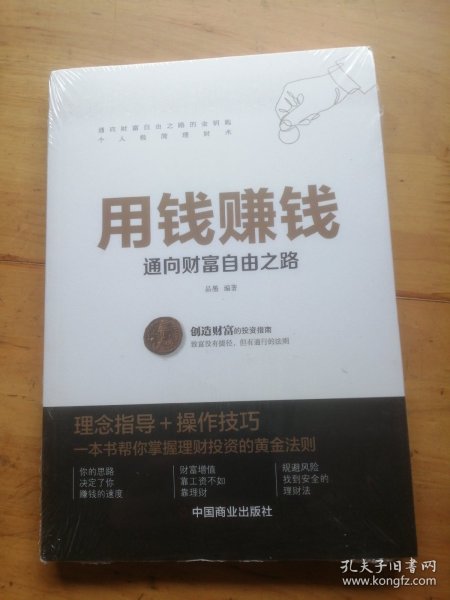 通向财富自由之路的金钥匙
个人极简理财术
用钱赚钱
通向财富自由之路
品墨 编著
创造财富的投资指南
致富没有捷径，但有通行的法则
理念指导+操作技巧
一本书帮你掌握理财投资的黄金法则
你的思路
决定了你
赚钱的速度
财富增值
靠工资不如
靠理财
规避风险
找到安全的
理财法
中国商业出版社
孔夫子旧书网
www.kongfz.com